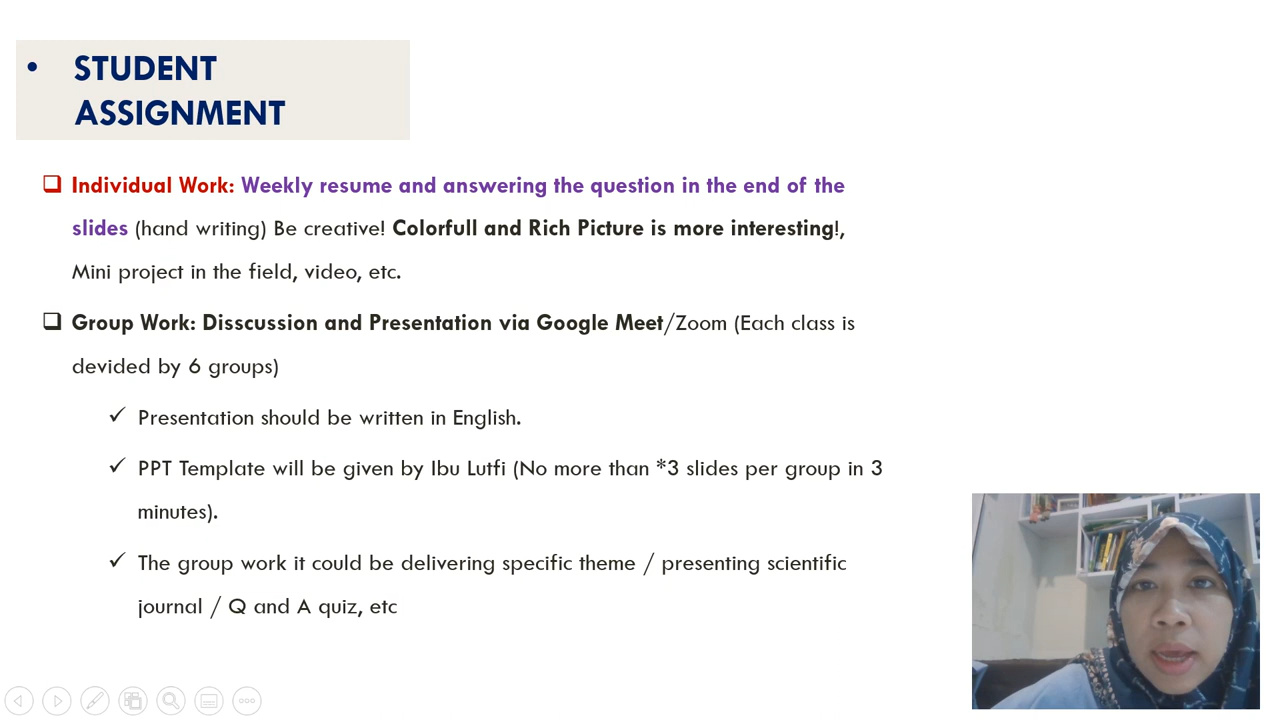 • STUDENT
ASSIGNMENT
❑ Individual Work: Weekly resume and answering the question in the end of the
slides (hand writing) Be creative! Colorfull and Rich Picture is more interesting!,
Mini project in the field, video, etc.
❑ Group Work: Disscussion and Presentation via Google Meet/Zoom (Each class is
devided by 6 groups)
✓ Presentation should be written in English.
✓ PPT Template will be given by Ibu Lutfi (No more than *3 slides per group in 3
minutes).
✓ The group work it could be delivering specific theme / presenting scientific
journal / Q and A quiz, etc